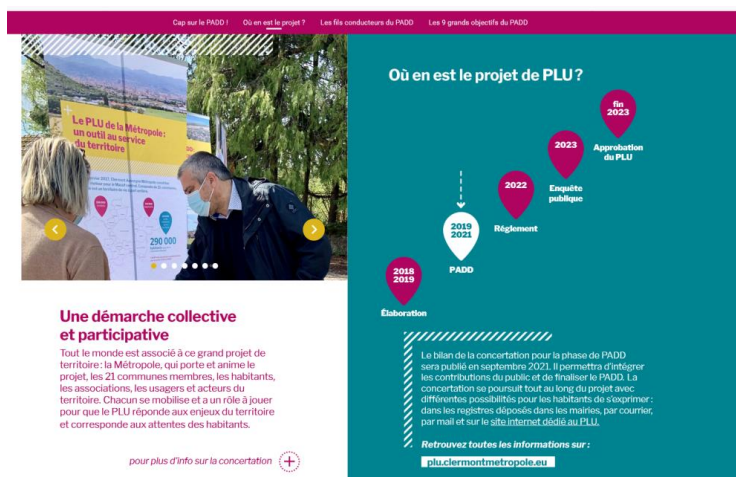 Cap sur le PADD ! Où en est le projet ? Les fils conducteurs du PADD Les 9 grands objectifs du PADD
Le PLU de la Métropole :
un outil au service
du territoire
290 000
Une démarche collective
et participative
Tout le monde est associé à ce grand projet de
territoire : la Métropole, qui porte et anime le
projet, les 21 communes membres, les habitants,
les associations, les usagers et acteurs du
territoire. Chacun se mobilise et a un rôle à jouer
pour que le PLU réponde aux enjeux du territoire
et corresponde aux attentes des habitants.
pour plus d'info sur la concertation
Où en est le projet de PLU ?
fin
2023
Approbation
du PLU
2023
Enquête
publique
2022
Règlement
2019
2021
PADD
2018
2019
Élaboration
Le bilan de la concertation pour la phase de PADD
sera publié en septembre 2021. Il permettra d'intégrer
les contributions du public et de finaliser le PADD. La
concertation se poursuit tout au long du projet avec
différentes possibilités pour les habitants de s'exprimer :
dans les registres déposés dans les mairies, par courrier,
par mail et sur le site internet dédié au PLU.
Retrouvez toutes les informations sur :
plu.clermontmetropole.eu